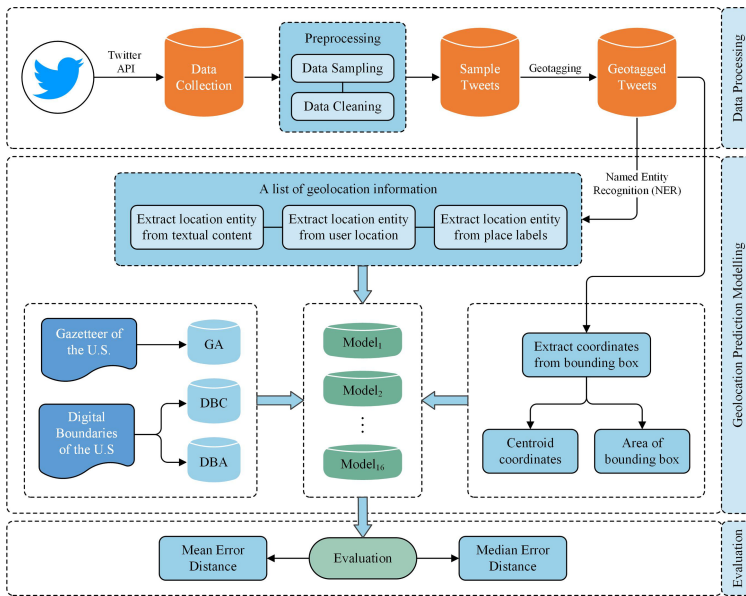 Twitter
API
Data
Collection
Preprocessing
Data Sampling
Data Cleaning
Sample
Tweets
Geotagging
Geotagged
Tweets
Data Processing
Named Entity
Recognition (NER)
A list of geolocation information
Extract location entity
from textual content
Extract location entity
from user location
Extract location entity
from place labels
Gazetteer of
the U.S.
GA
Digital
Boundaries
of the U.S
DBC
DBA
Model1
Model2
⋮
Model16
Extract coordinates
from bounding box
Centroid
coordinates
Area of
bounding box
Geolocation Prediction Modelling
Mean Error
Distance
Evaluation
Median Error
Distance
Evaluation